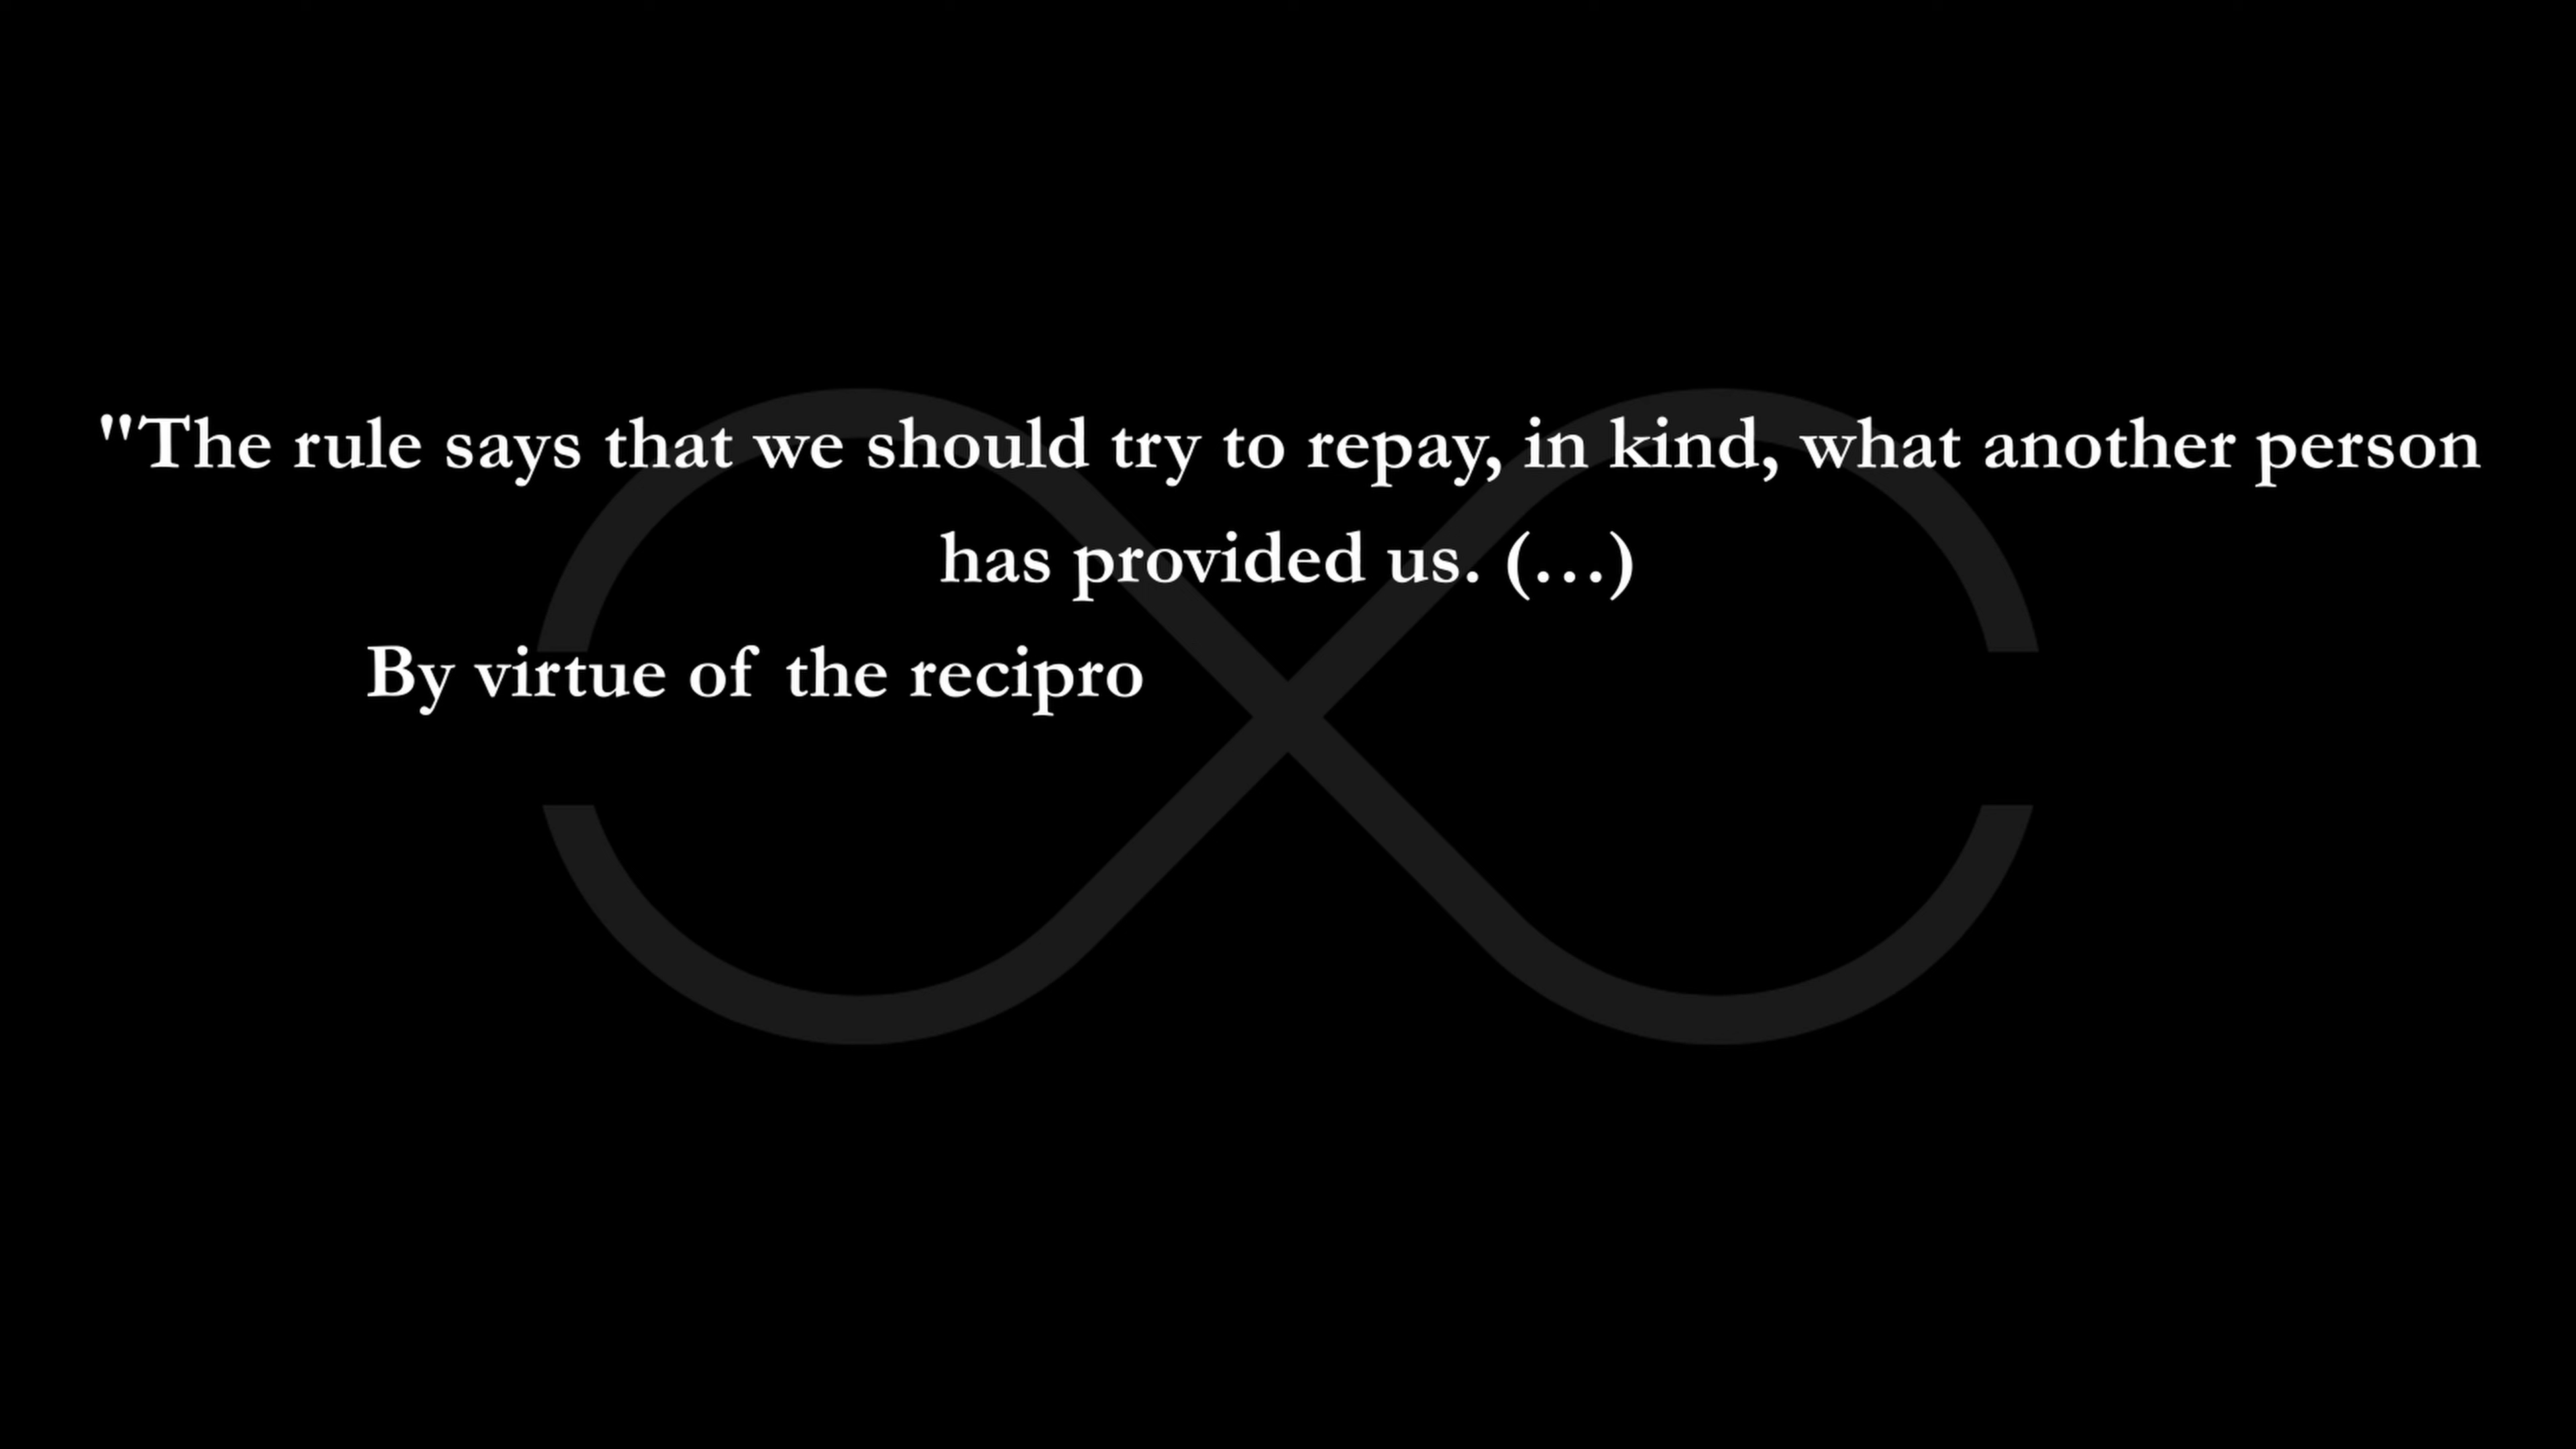 "The rule says that we should try to repay, in kind, what another person
has provided us. (…)
By virtue of the recipro